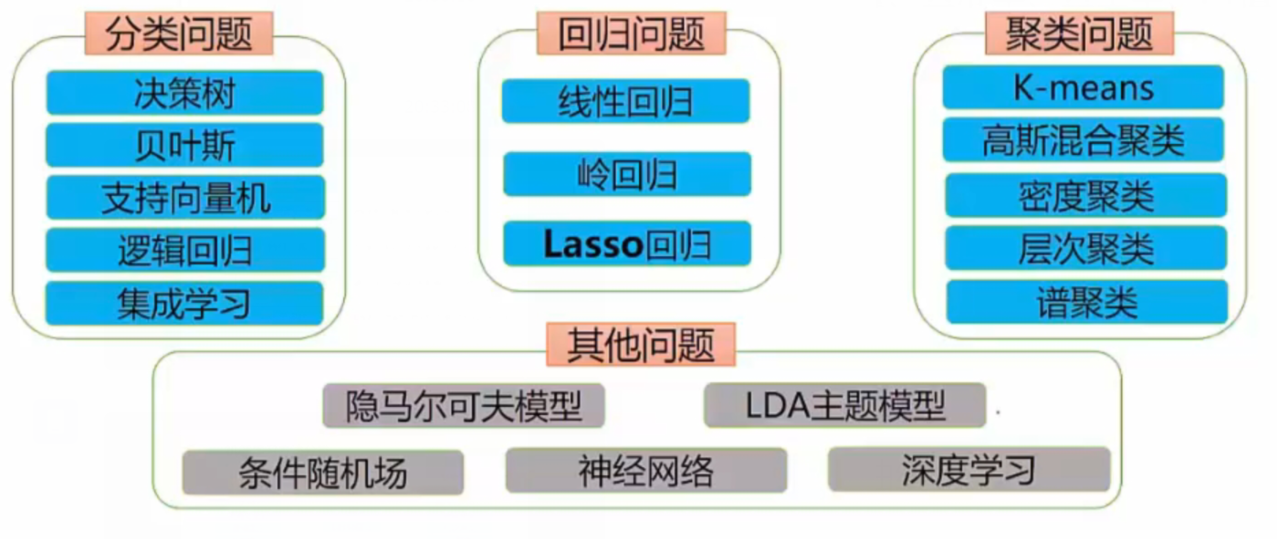 分类问题
决策树
贝叶斯
支持向量机
逻辑回归
集成学习
回归问题
线性回归
岭回归
Lasso回归
聚类问题
K-means
高斯混合聚类
密度聚类
层次聚类
谱聚类
其他问题
隐马尔可夫模型
LDA主题模型
条件随机场
神经网络
深度学习